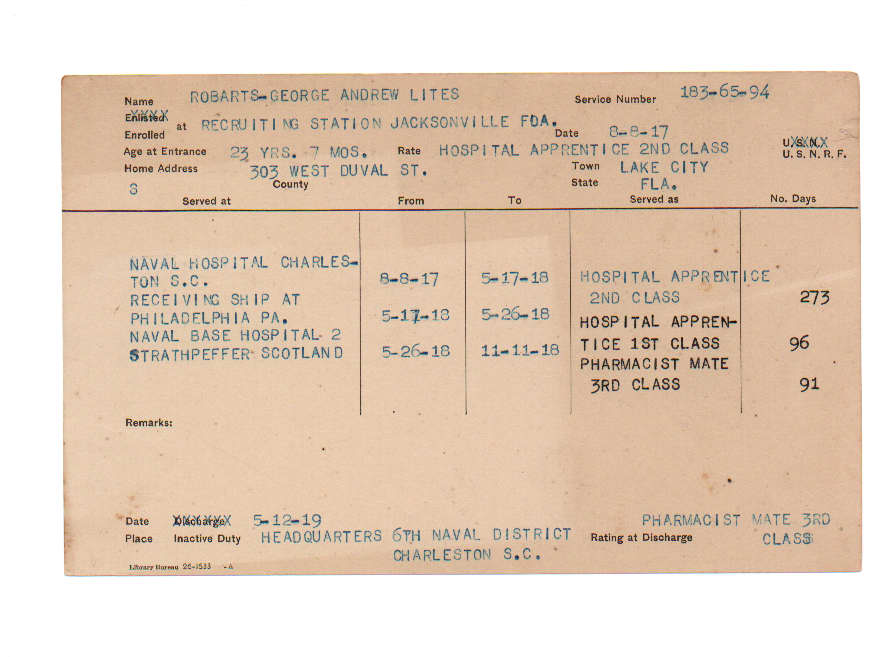 Name ROBARTS-GEORGE ANDREW LITES Service Number 183-65-94
Enlisted XXXX
Enrolled at RECRUITING STATION JACKSONVILLE FDA. Date 8-8-17
Age at Entrance 23 YRS. 7 MOS. Rate HOSPITAL APPRENTICE 2ND CLASS U.S.N. XXXX
U. S. N. R. F.
Home Address 303 WEST DUVAL ST. Town LAKE CITY
S County State FLA.
Served at From To Served as No. Days
NAVAL HOSPITAL CHARLES-
TON S.C. 8-8-17 5-17-18 HOSPITAL APPRENTICE
RECEIVING SHIP AT 2ND CLASS 273
PHILADELPHIA PA. 5-17-18 5-26-18 HOSPITAL APPREN-
NAVAL BASE HOSPITAL 2
STRATHPEFFER SCOTLAND 5-26-18 11-11-18 TICE 1ST CLASS 96
PHARMACIST MATE
3RD CLASS 91
Remarks:
Date Discharge XXXXXX 5-12-19 PHARMACIST MATE 3RD
Place Inactive Duty HEADQUARTERS 6TH NAVAL DISTRICT Rating at Discharge CLASS
CHARLESTON S.C.
Library Bureau 26-1533 -A